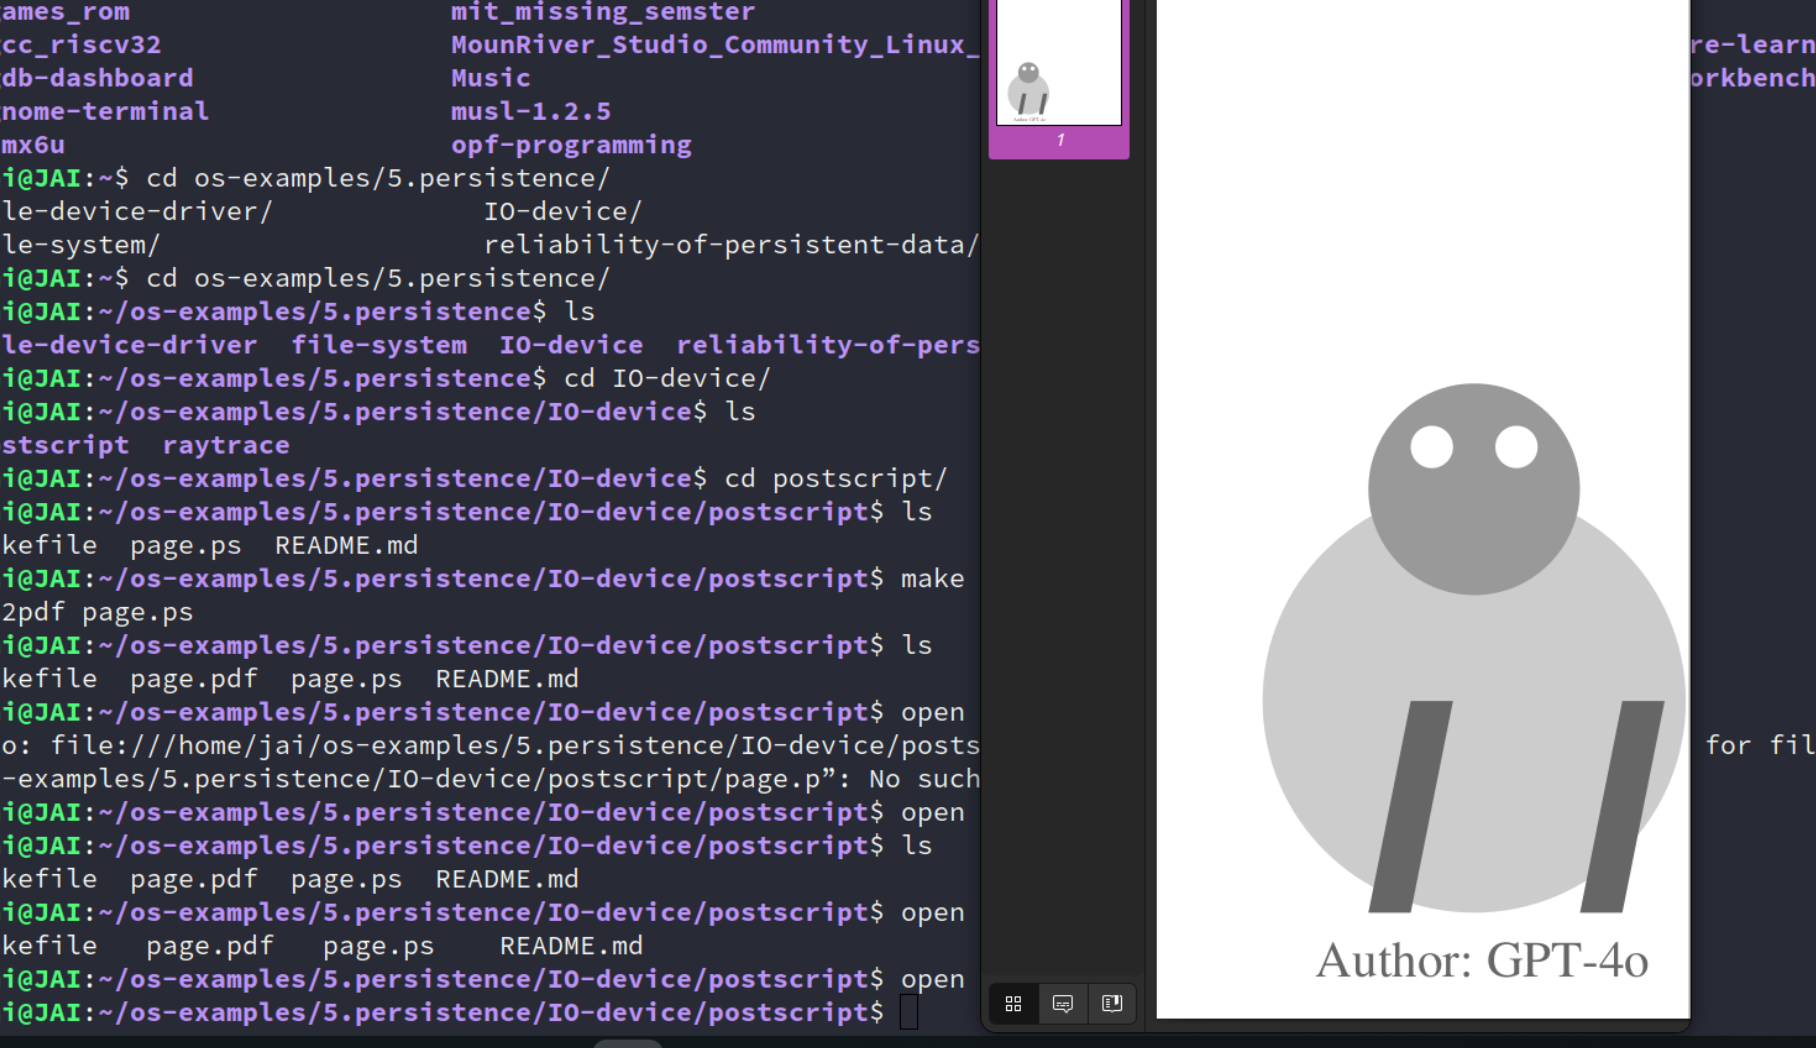 ames_rom mit_missing_semster
cc_riscv32 MounRiver_Studio_Community_Linux_ re-learn
db-dashboard Music orkbench
nome-terminal musl-1.2.5
mx6u opf-programming
i@JAI:~$ cd os-examples/5.persistence/
le-device-driver/ IO-device/
le-system/ reliability-of-persistent-data/
i@JAI:~$ cd os-examples/5.persistence/
i@JAI:~/os-examples/5.persistence$ ls
le-device-driver file-system IO-device reliability-of-pers
i@JAI:~/os-examples/5.persistence$ cd IO-device/
i@JAI:~/os-examples/5.persistence/IO-device$ ls
stscript raytrace
i@JAI:~/os-examples/5.persistence/IO-device$ cd postscript/
i@JAI:~/os-examples/5.persistence/IO-device/postscript$ ls
kefile page.ps README.md
i@JAI:~/os-examples/5.persistence/IO-device/postscript$ make
2pdf page.ps
i@JAI:~/os-examples/5.persistence/IO-device/postscript$ ls
kefile page.pdf page.ps README.md
i@JAI:~/os-examples/5.persistence/IO-device/postscript$ open
o: file:///home/jai/os-examples/5.persistence/IO-device/posts for fil
-examples/5.persistence/IO-device/postscript/page.p”: No such
i@JAI:~/os-examples/5.persistence/IO-device/postscript$ open
i@JAI:~/os-examples/5.persistence/IO-device/postscript$ ls
kefile page.pdf page.ps README.md
i@JAI:~/os-examples/5.persistence/IO-device/postscript$ open
kefile page.pdf page.ps README.md
i@JAI:~/os-examples/5.persistence/IO-device/postscript$ open
i@JAI:~/os-examples/5.persistence/IO-device/postscript$
Author: GPT-4o
1
Author: GPT-4o